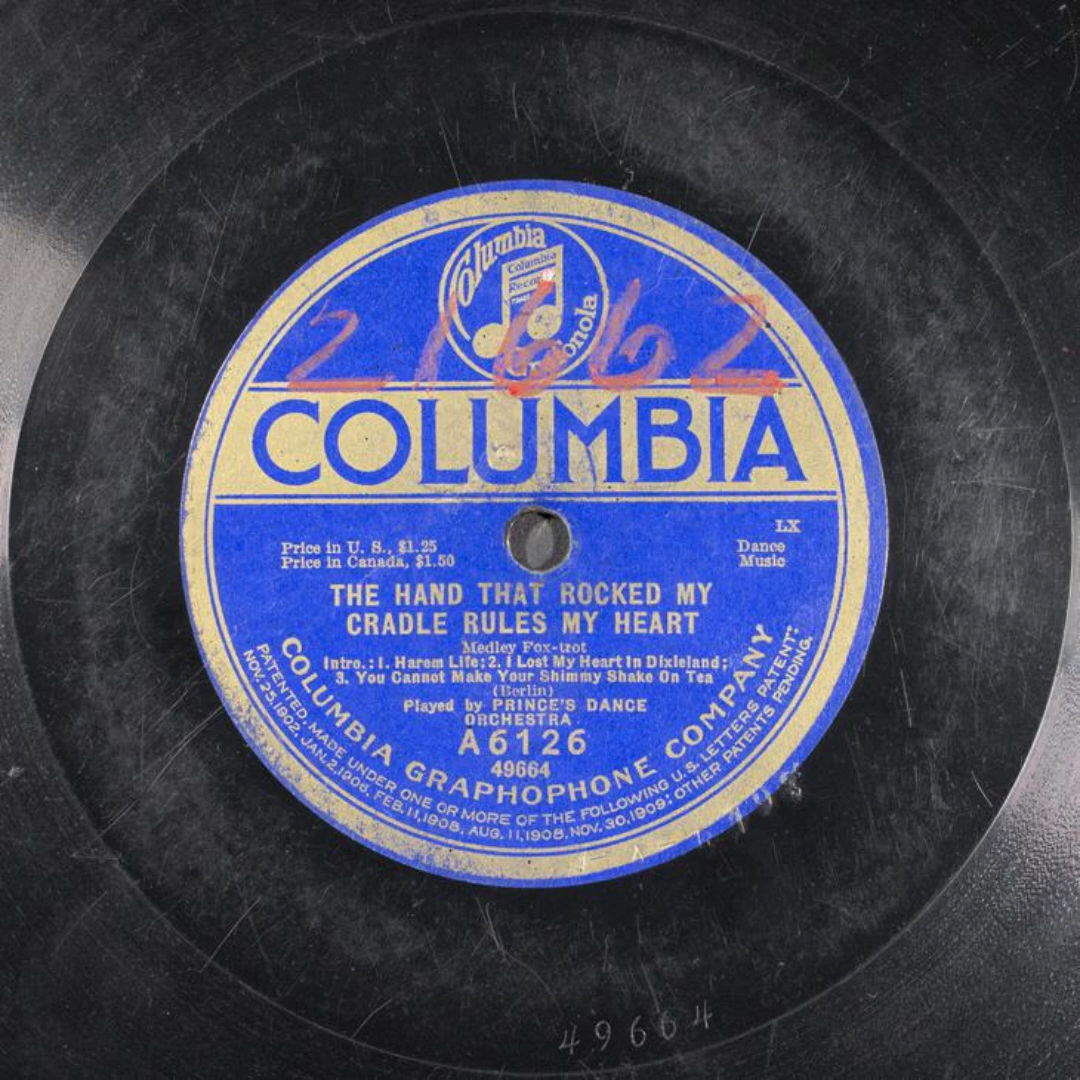 Columbia
Columbia
Records
21662
COLUMBIA
LX
Price in U. S., $1.25
Price in Canada, $1.50
Dance
Music
THE HAND THAT ROCKED MY
CRADLE RULES MY HEART
Medley Fox-trot
Intro.: 1. Harem Life; 2. I Lost My Heart In Dixieland;
3. You Cannot Make Your Shimmy Shake On Tea
(Berlin)
Played by PRINCE'S DANCE
ORCHESTRA
A6126
49664
COLUMBIA GRAPHOPHONE COMPANY
PATENTED. MADE UNDER ONE OR MORE OF THE FOLLOWING U.S. LETTERS PATENT:
NOV. 25, 1902, JAN. 2, 1906, FEB. 11, 1908, AUG. 11, 1908. NOV. 30, 1909: OTHER PATENTS PENDING.
49664